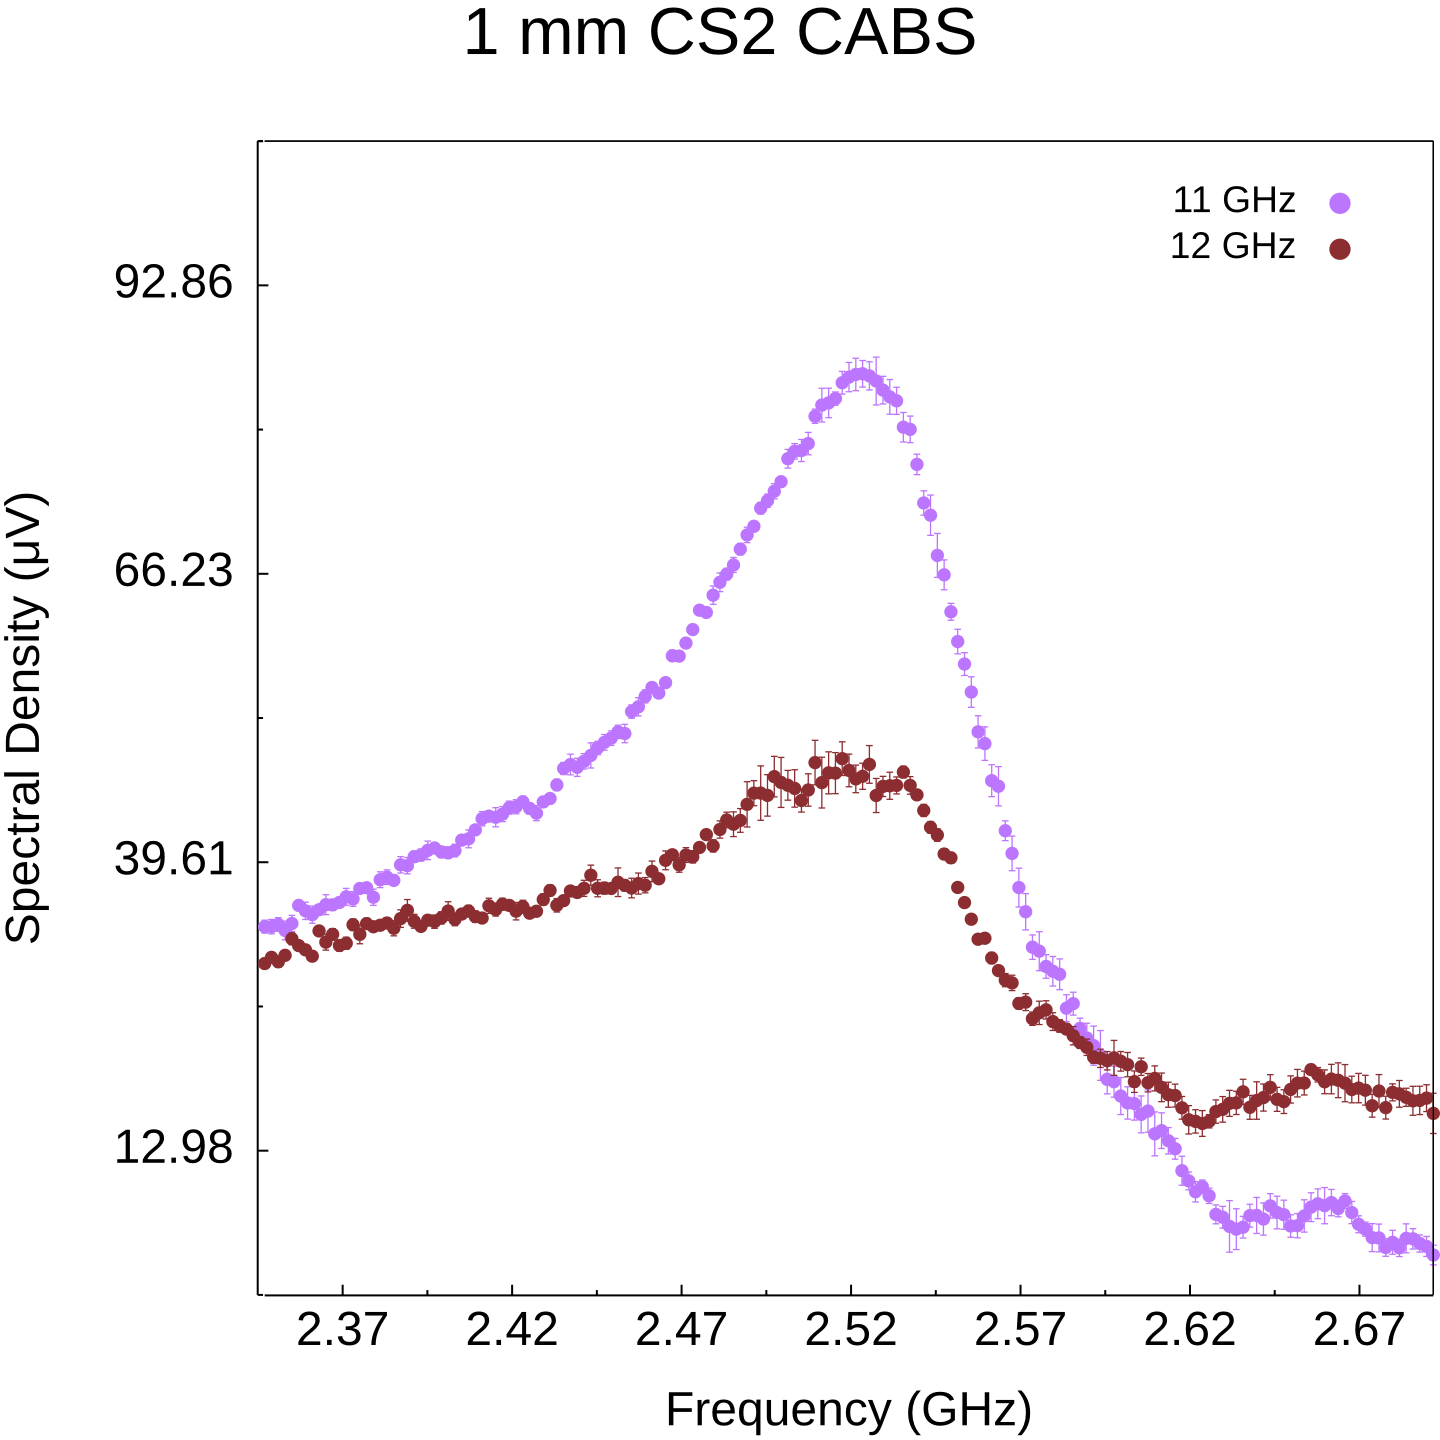 1 mm CS2 CABS
11 GHz
12 GHz
92.86
66.23
39.61
12.98
Spectral Density (μV)
2.37 2.42 2.47 2.52 2.57 2.62 2.67
Frequency (GHz)